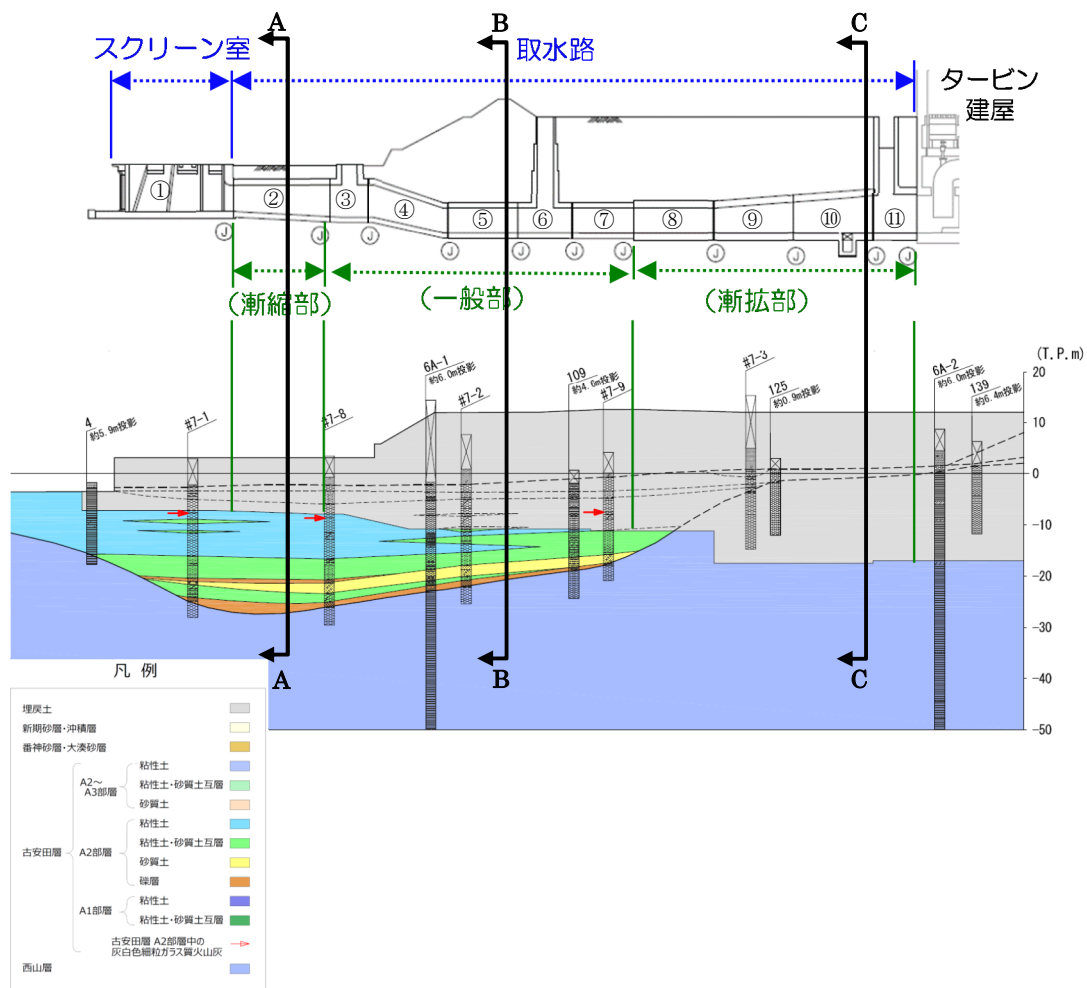 A
B
C
スクリーン室
取水路
タービン
建屋
①
②
③
④
⑤
⑥
⑦
⑧
⑨
⑩
⑪
J
J
J
J
J
J
J
J
J
J
(漸縮部)
(一般部)
(漸拡部)
(T.P.m)
4
約5.9m投影
#7-1
#7-8
6A-1
約6.0m投影
#7-2
109
約4.6m投影
#7-9
#7-3
125
約0.9m投影
6A-2
約6.0m投影
139
約6.4m投影
20
10
0
-10
-20
-30
-40
-50
A
B
C
凡 例
埋戻土
新期砂層・沖積層
番神砂層・大湊砂層
古安田層
A2～
A3部層
粘性土
粘性土・砂質土互層
砂質土
A2部層
粘性土
粘性土・砂質土互層
砂質土
礫層
A1部層
粘性土
粘性土・砂質土互層
古安田層 A2部層中の
灰白色細粒ガラス質火山灰
西山層